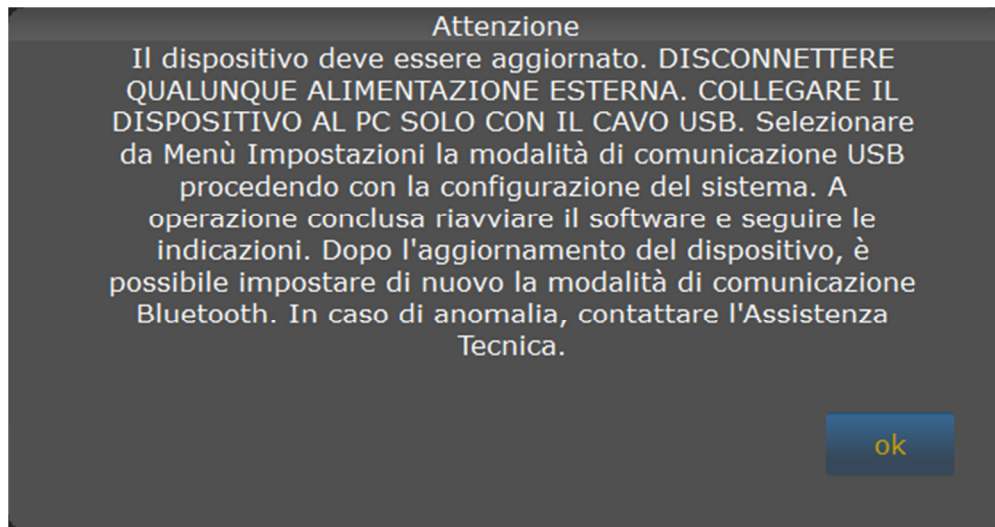 Attenzione
Il dispositivo deve essere aggiornato. DISCONNETTERE
QUALUNQUE ALIMENTAZIONE ESTERNA. COLLEGARE IL
DISPOSITIVO AL PC SOLO CON IL CAVO USB. Selezionare
da Menù Impostazioni la modalità di comunicazione USB
procedendo con la configurazione del sistema. A
operazione conclusa riavviare il software e seguire le
indicazioni. Dopo l'aggiornamento del dispositivo, è
possibile impostare di nuovo la modalità di comunicazione
Bluetooth. In caso di anomalia, contattare l'Assistenza
Tecnica.
ok